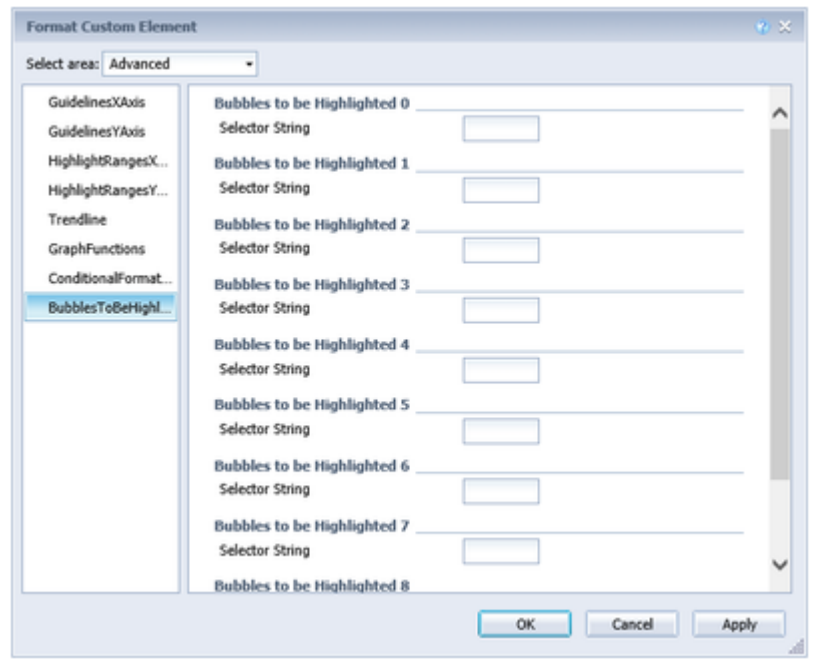 Format Custom Element
Select area: Advanced
GuidelinesXAxis
GuidelinesYAxis
HighlightRangesX...
HighlightRangesY...
Trendline
GraphFunctions
ConditionalFormat...
BubblesToBeHighl...
Bubbles to be Highlighted 0
Selector String
Bubbles to be Highlighted 1
Selector String
Bubbles to be Highlighted 2
Selector String
Bubbles to be Highlighted 3
Selector String
Bubbles to be Highlighted 4
Selector String
Bubbles to be Highlighted 5
Selector String
Bubbles to be Highlighted 6
Selector String
Bubbles to be Highlighted 7
Selector String
Bubbles to be Highlighted 8
OK Cancel Apply